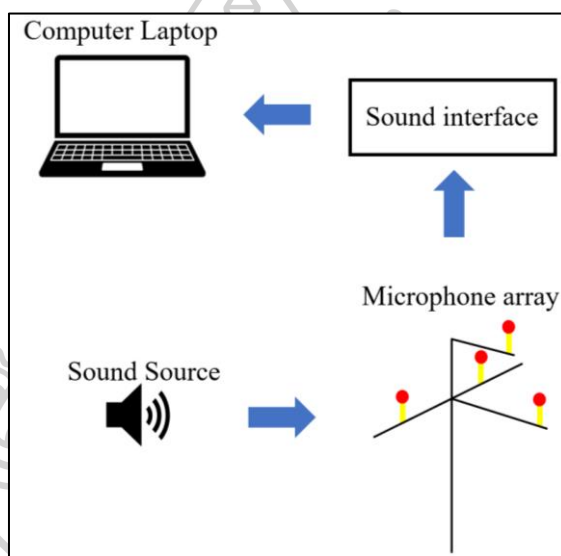 Computer Laptop
Sound interface
Microphone array
Sound Source